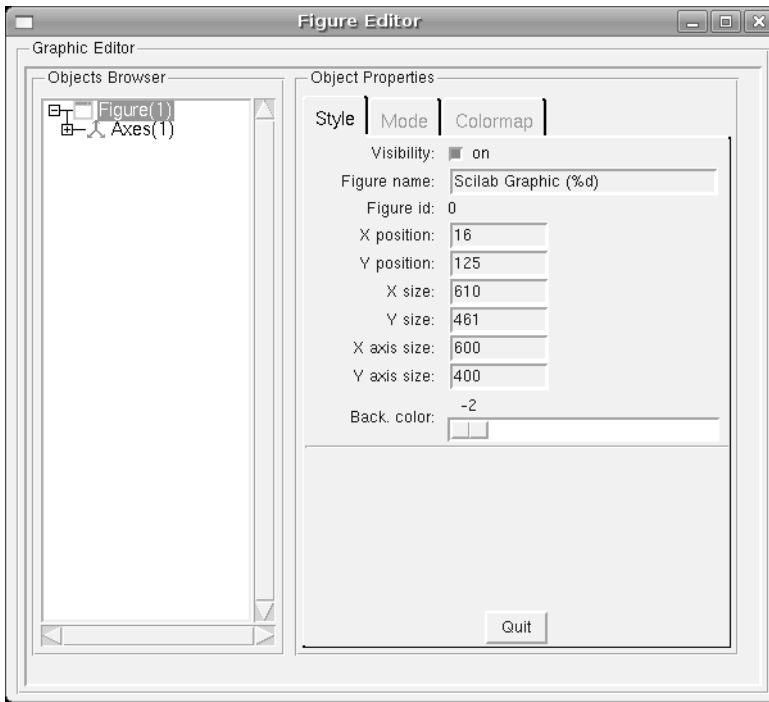 Figure Editor
Graphic Editor
Objects Browser
Figure(1)
Axes(1)
Object Properties
Style Mode Colormap
Visibility: on
Figure name: Scilab Graphic (%d)
Figure id: 0
X position: 16
Y position: 125
X size: 610
Y size: 461
X axis size: 600
Y axis size: 400
-2
Back. color:
Quit